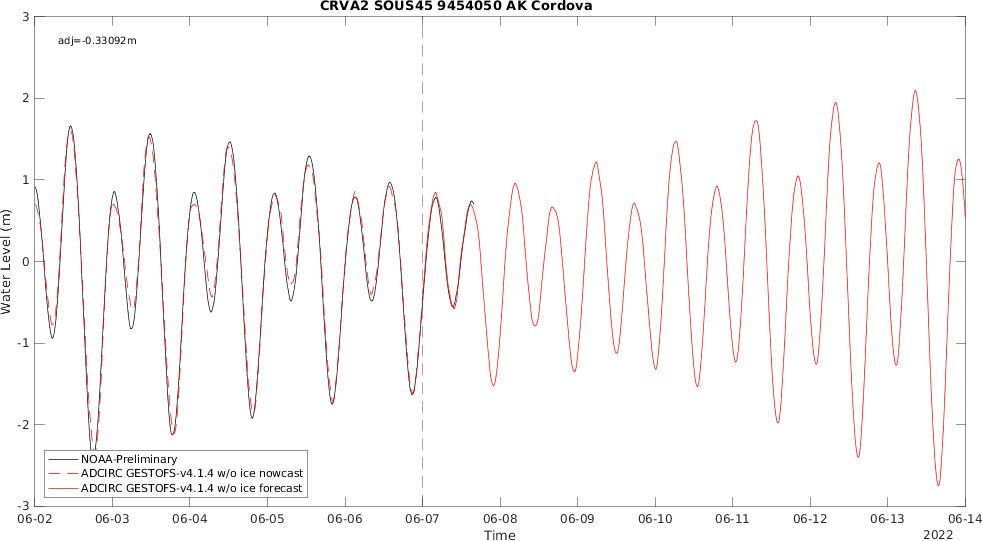 CRVA2 SOUS45 9454050 AK Cordova
adj=-0.33092m
3
2
1
0
-1
-2
-3
Water Level (m)
NOAA-Preliminary
ADCIRC GESTOFS-v4.1.4 w/o ice nowcast
ADCIRC GESTOFS-v4.1.4 w/o ice forecast
06-02 06-03 06-04 06-05 06-06 06-07 06-08 06-09 06-10 06-11 06-12 06-13 06-14
Time
2022